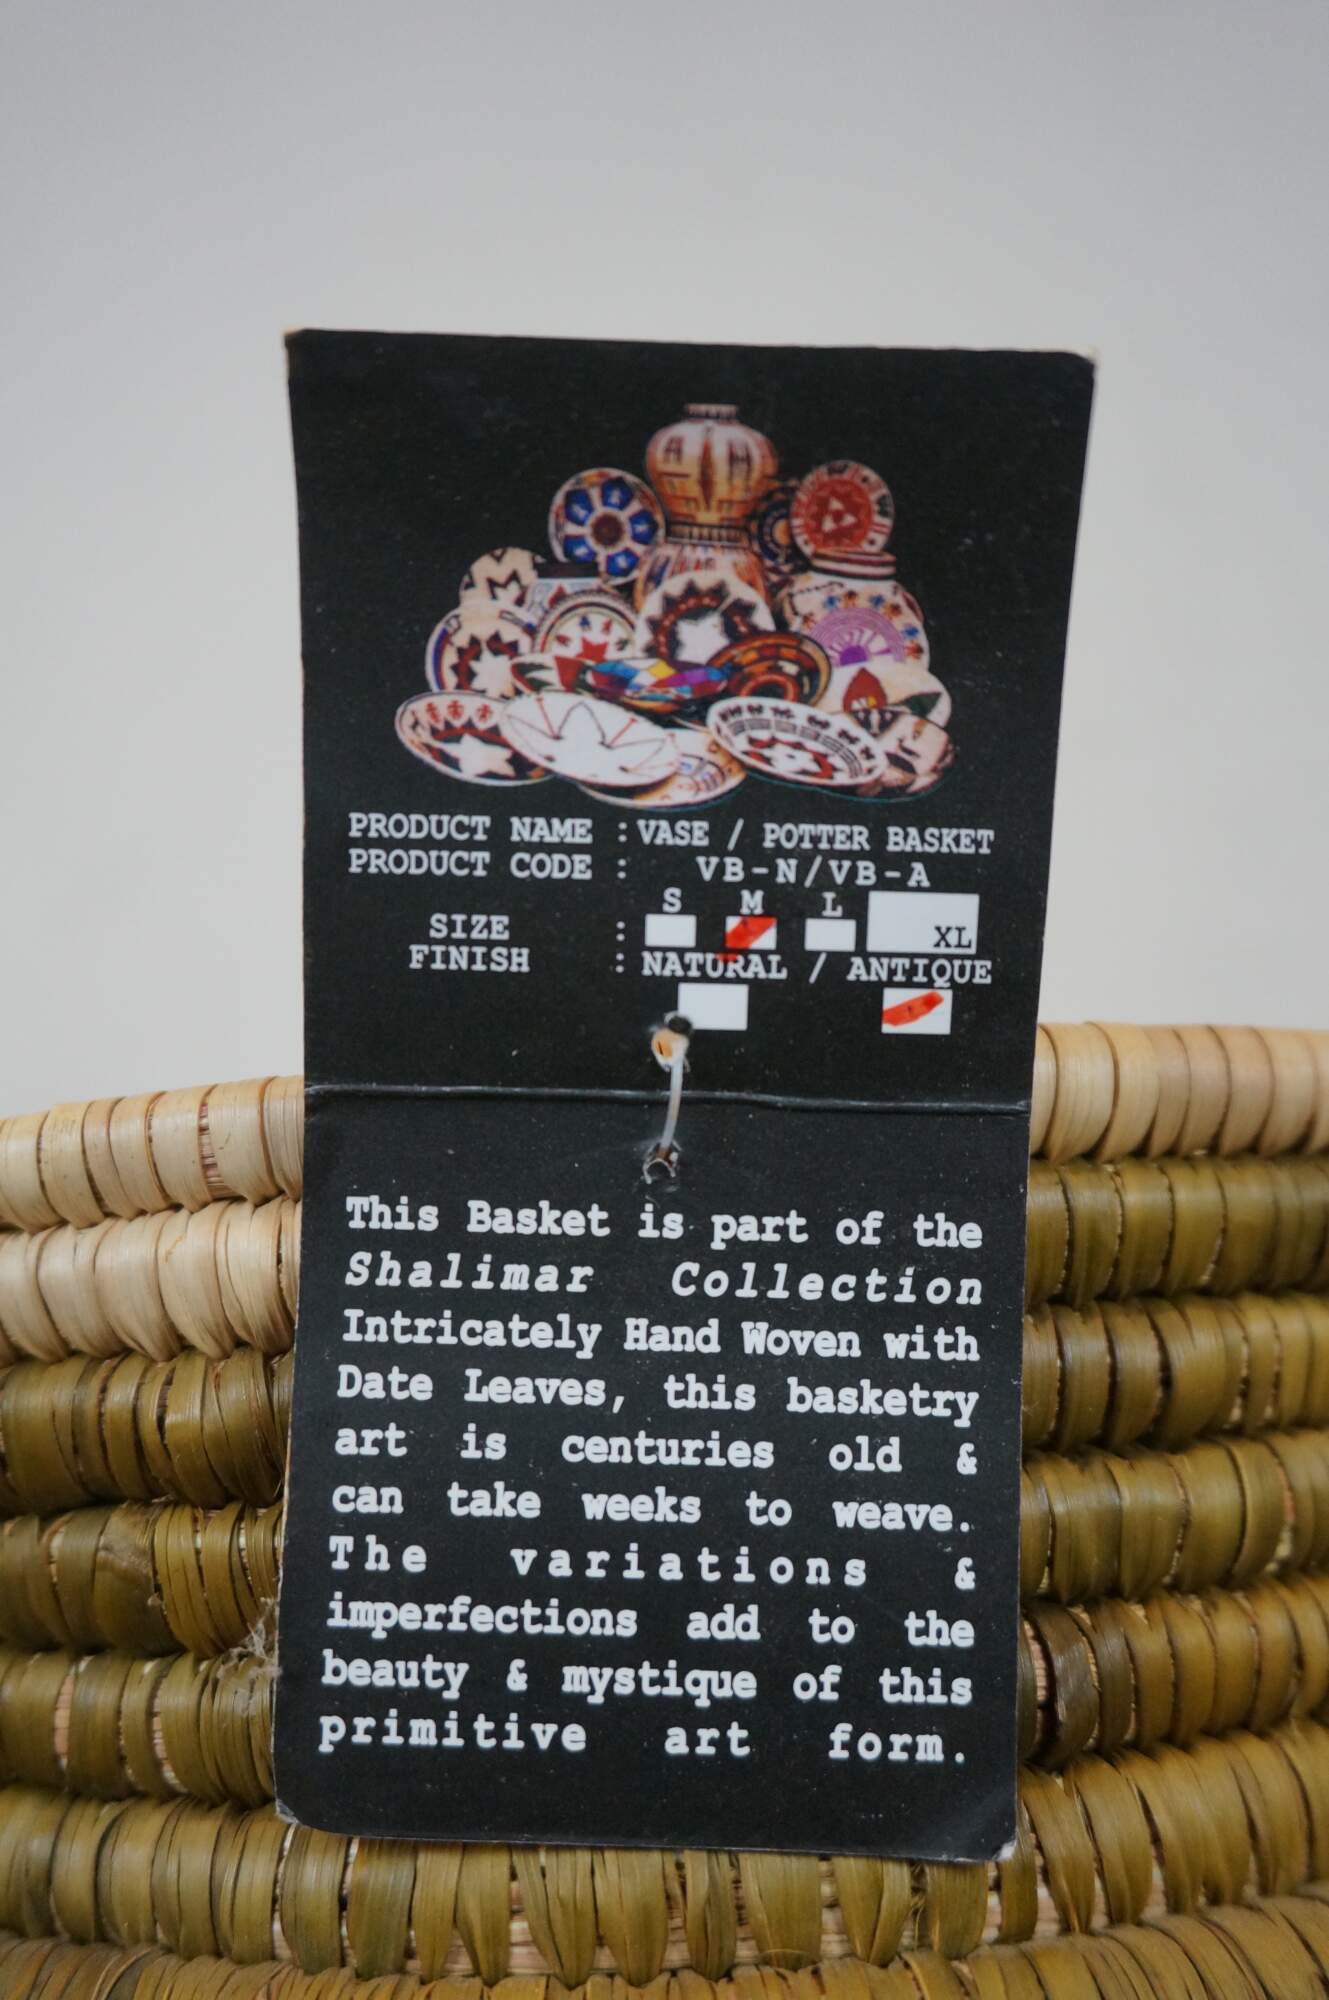 PRODUCT NAME : VASE / POTTER BASKET
PRODUCT CODE : VB-N/VB-A
S M L
SIZE : XL
FINISH : NATURAL / ANTIQUE
This Basket is part of the
Shalimar Collection
Intricately Hand Woven with
Date Leaves, this basketry
art is centuries old &
can take weeks to weave.
The variations &
imperfections add to the
beauty & mystique of this
primitive art form.